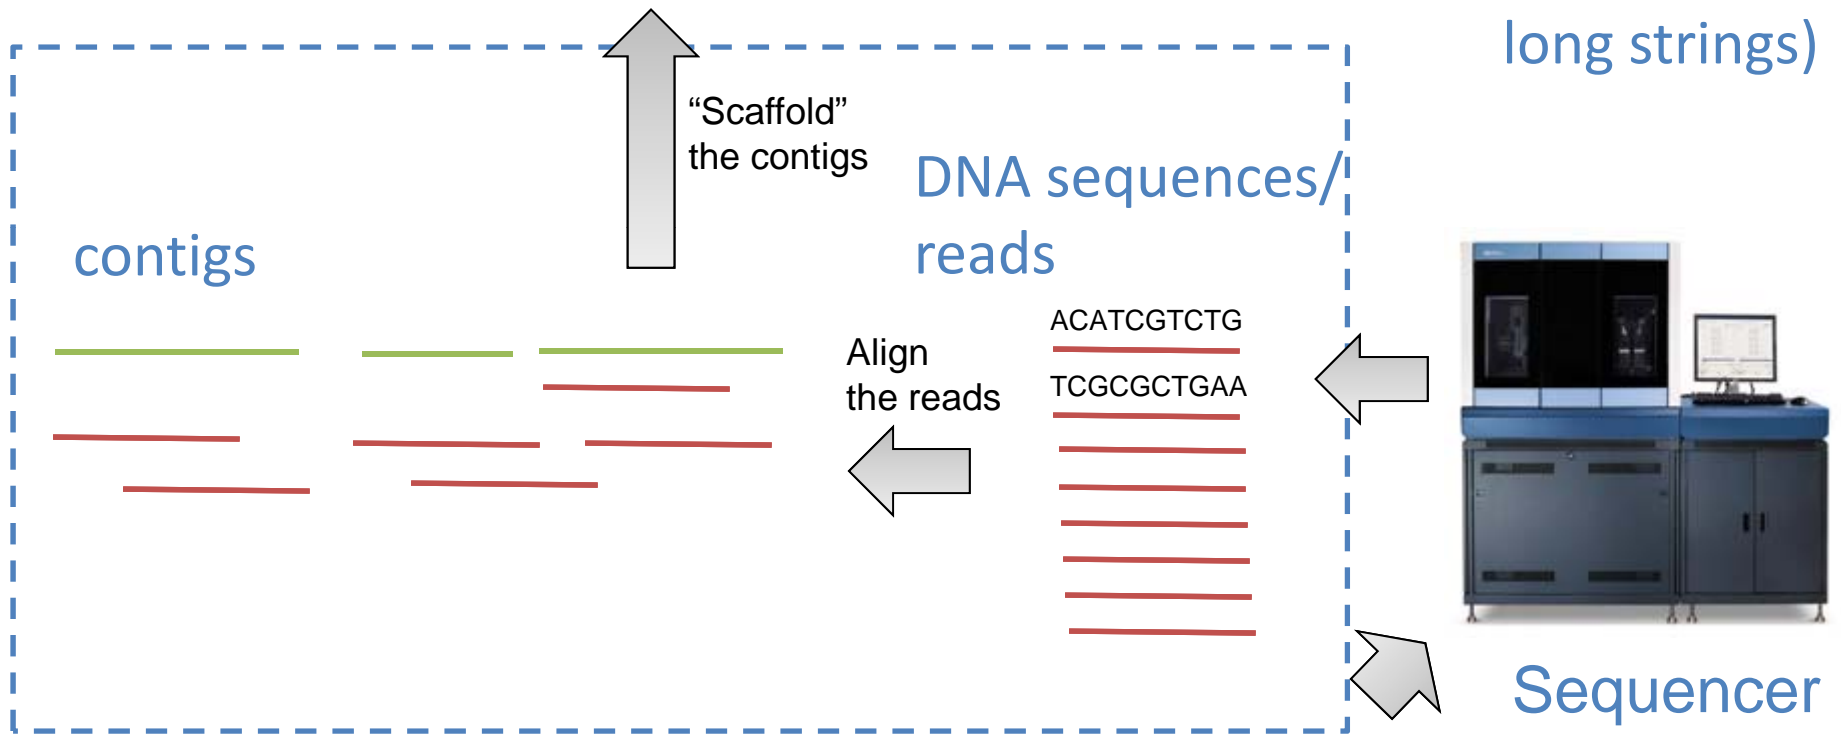 long strings)
“Scaffold”
the contigs
DNA sequences/
reads
contigs
ACATCGTCTG
Align
the reads
TCGCGCTGAA
Sequencer